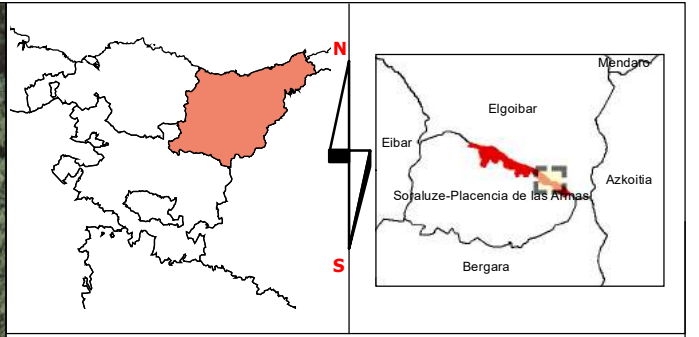 N
S
Mendaro
Elgoibar
Eibar
Azkoitia
Soraluze-Placencia de las Armas
Bergara